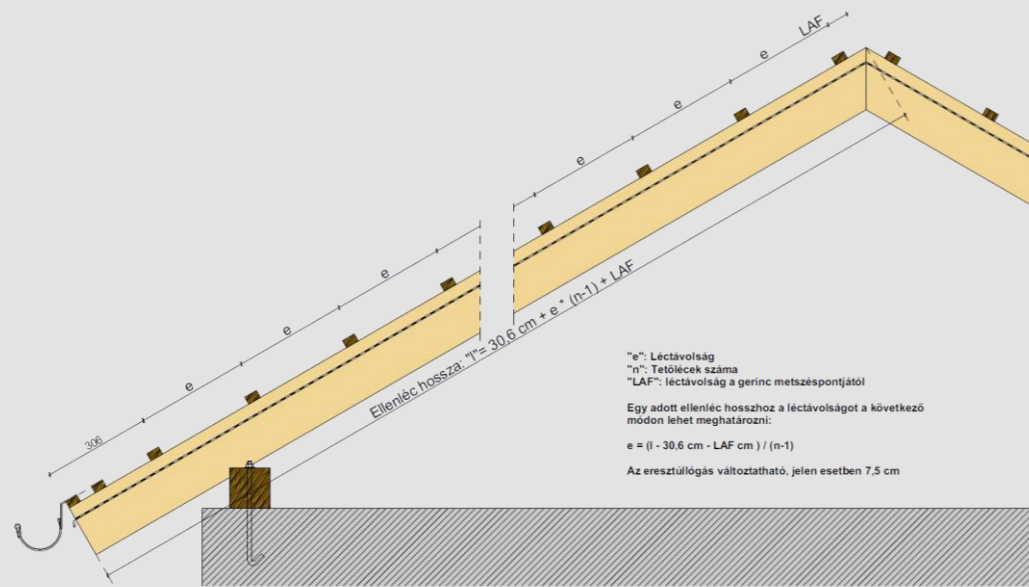 LAF
e
e
e
e
e
e
306
Ellenléc hossza: "l"= 30,6 cm + e * (n-1) + LAF
"e": Léctávolság
"n": Tetőlécek száma
"LAF": léctávolság a gerinc metszéspontjától
Egy adott ellenléc hosszhoz a léctávolságot a következő
módon lehet meghatározni:
e = (l - 30,6 cm - LAF cm ) / (n-1)
Az eresztúllógás változtatható, jelen esetben 7,5 cm